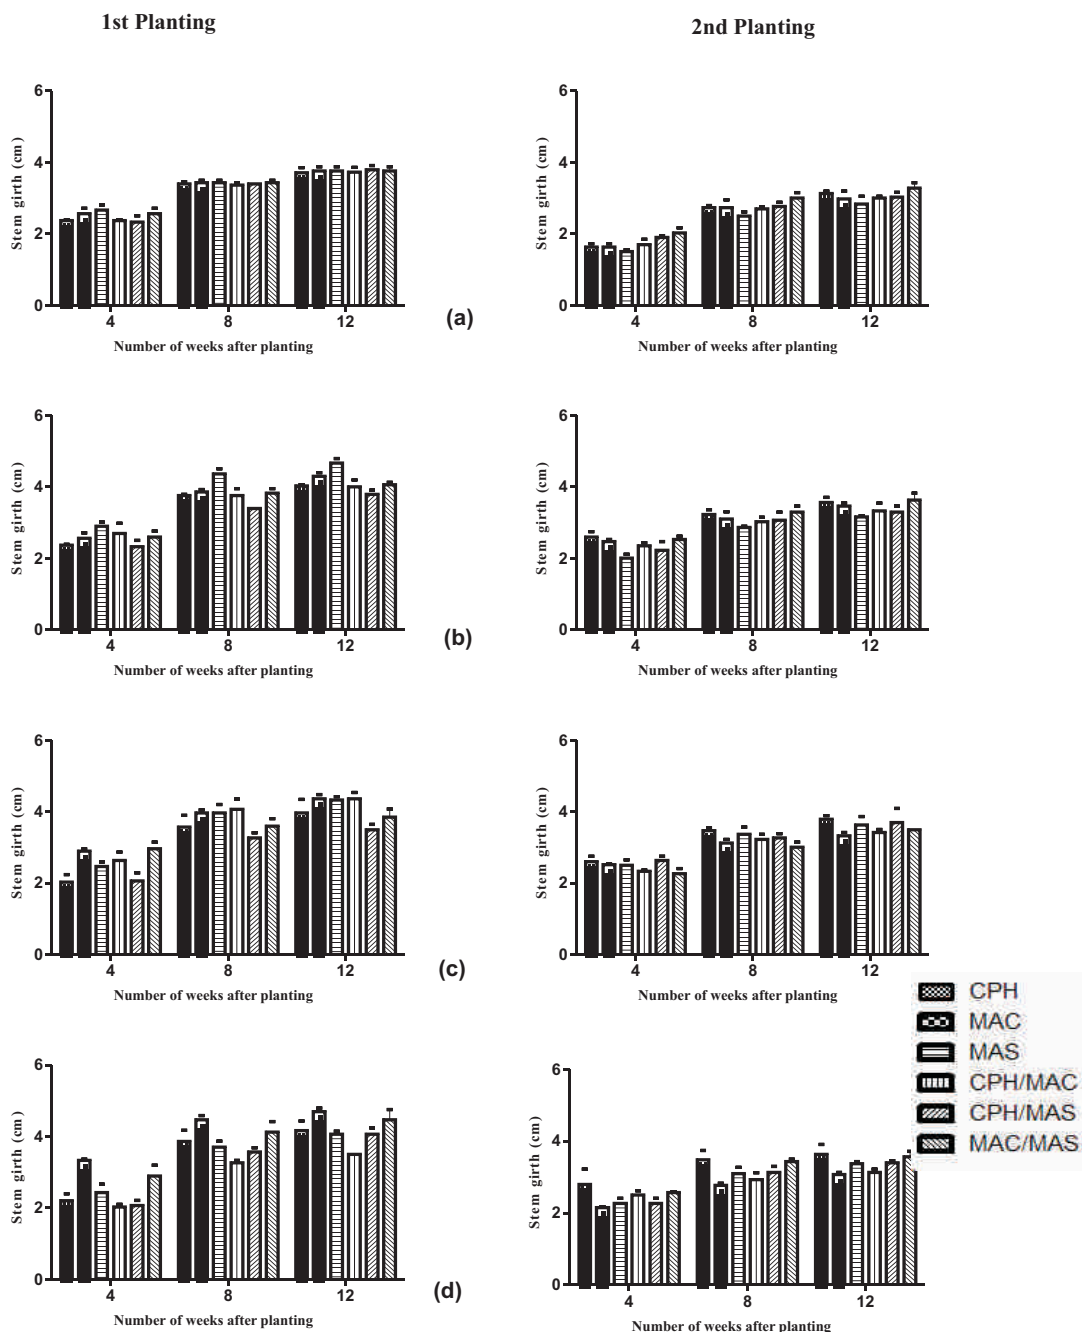 1st Planting
2nd Planting
6
4
2
0
Stem girth (cm)
4
8
12
Number of weeks after planting
6
4
2
0
Stem girth (cm)
4
8
12
Number of weeks after planting
(a)
6
4
2
0
Stem girth (cm)
4
8
12
Number of weeks after planting
6
4
2
0
Stem girth (cm)
4
8
12
Number of weeks after planting
(b)
6
4
2
0
Stem girth (cm)
4
8
12
Number of weeks after planting
6
4
2
0
Stem girth (cm)
4
8
12
Number of weeks after planting
(c)
CPH
MAC
MAS
CPH/MAC
CPH/MAS
MAC/MAS
6
4
2
0
Stem girth (cm)
4
8
12
Number of weeks after planting
6
4
2
0
Stem girth (cm)
4
8
12
Number of weeks after planting
(d)